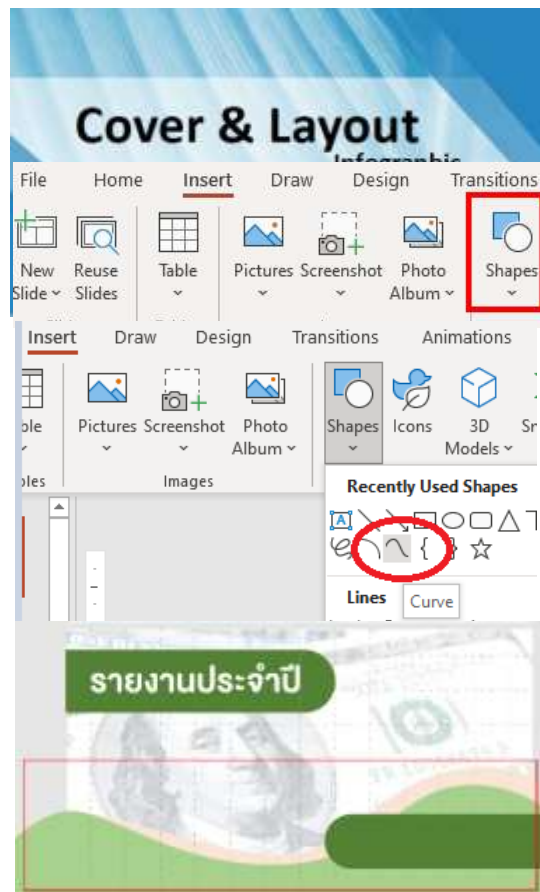 Cover & Layout
Infographic
File Home Insert Draw Design Transitions
New Slide Reuse Slides Table Pictures Screenshot Photo Album Shapes
Insert Draw Design Transitions Animations
ble Pictures Screenshot Photo Album Shapes Icons 3D Models
Images
Recently Used Shapes
A
Lines
Curve
รายงานประจำปี